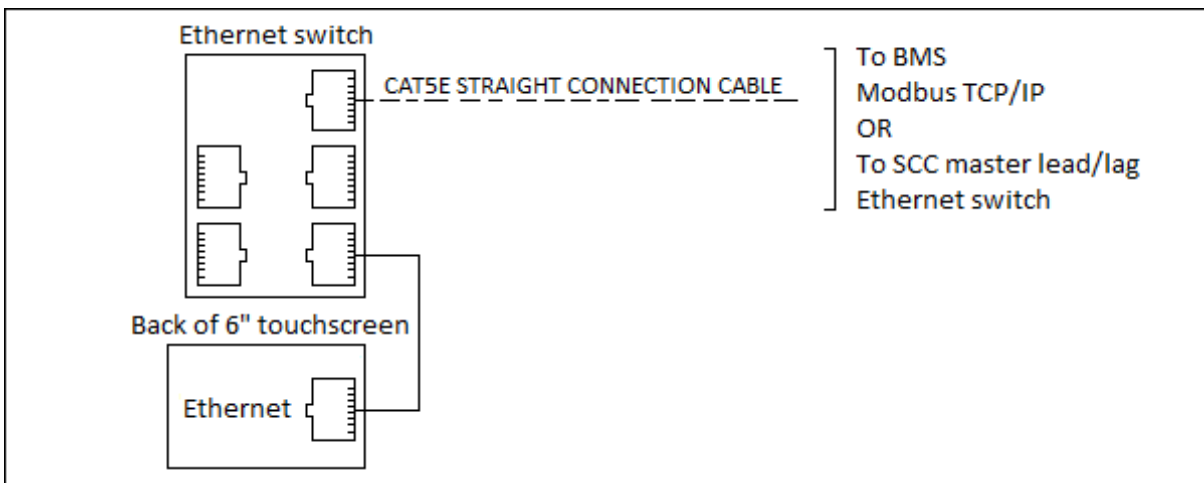 Ethernet switch
CAT5E STRAIGHT CONNECTION CABLE
To BMS
Modbus TCP/IP
OR
To SCC master lead/lag
Ethernet switch
Back of 6" touchscreen
Ethernet